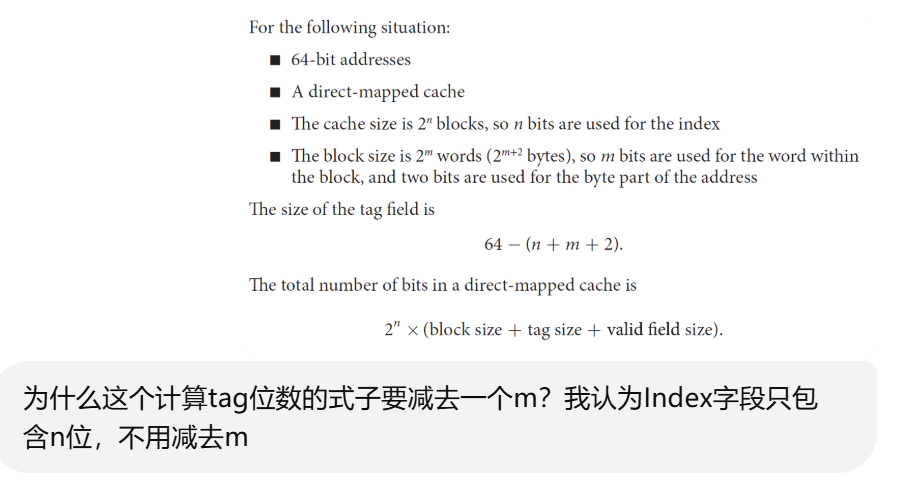 For the following situation:
■ 64-bit addresses
■ A direct-mapped cache
■ The cache size is 2ⁿ blocks, so n bits are used for the index
■ The block size is 2ᵐ words (2ᵐ⁺² bytes), so m bits are used for the word within
the block, and two bits are used for the byte part of the address
The size of the tag field is
64 − (n + m + 2).
The total number of bits in a direct-mapped cache is
2ⁿ × (block size + tag size + valid field size).
为什么这个计算tag位数的式子要减去一个m？我认为Index字段只包
含n位，不用减去m